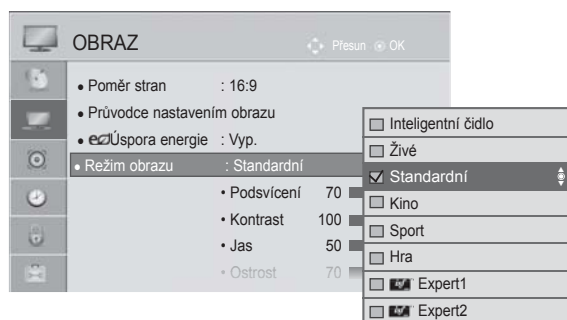 OBRAZ
Přesun OK
• Poměr stran : 16:9
• Průvodce nastavením obrazu
• eco Úspora energie : Vyp.
• Režim obrazu : Standardní
• Podsvícení 70
• Kontrast 100
• Jas 50
• Ostrost 70
Inteligentní čidlo
Živé
Standardní
Kino
Sport
Hra
Expert1
Expert2